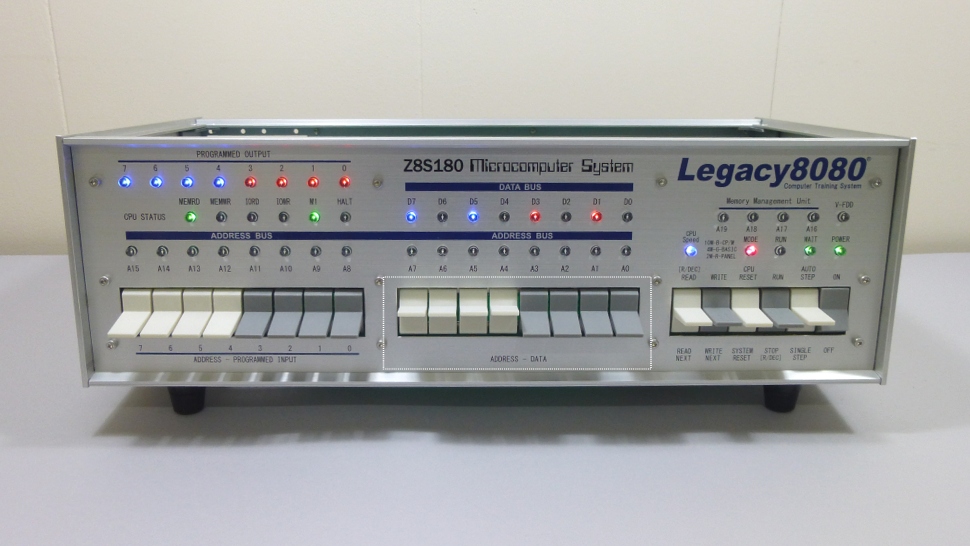 PROGRAMMED OUTPUT
7 6 5 4 3 2 1 0
MEMRD MEMWR IORD IOWR M1 HALT
CPU STATUS
ADDRESS BUS
A15 A14 A13 A12 A11 A10 A9 A8
7 6 5 4 3 2 1 0
ADDRESS - PROGRAMMED INPUT
Z8S180 Microcomputer System
DATA BUS
D7 D6 D5 D4 D3 D2 D1 D0
ADDRESS BUS
A7 A6 A5 A4 A3 A2 A1 A0
ADDRESS - DATA
Legacy8080®
Computer Training System
Memory Management Unit
V-FDD
A19 A18 A17 A16
CPU
Speed
MODE RUN WAIT POWER
(R/DEC)
READ
WRITE
CPU
RESET
RUN
AUTO
STEP
ON
READ
NEXT
WRITE
NEXT
SYSTEM
RESET
STOP
(R/DEC)
SINGLE
STEP
OFF